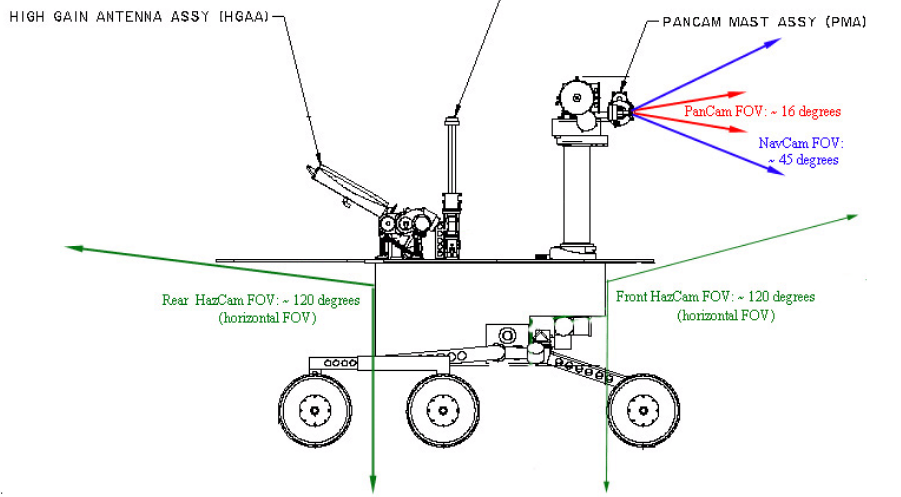 HIGH GAIN ANTENNA ASSY (HGAA)
PANCAM MAST ASSY (PMA)
PanCam FOV: ~ 16 degrees
NavCam FOV:
~ 45 degrees
Rear HazCam FOV: ~ 120 degrees
(horizontal FOV)
Front HazCam FOV: ~ 120 degrees
(horizontal FOV)